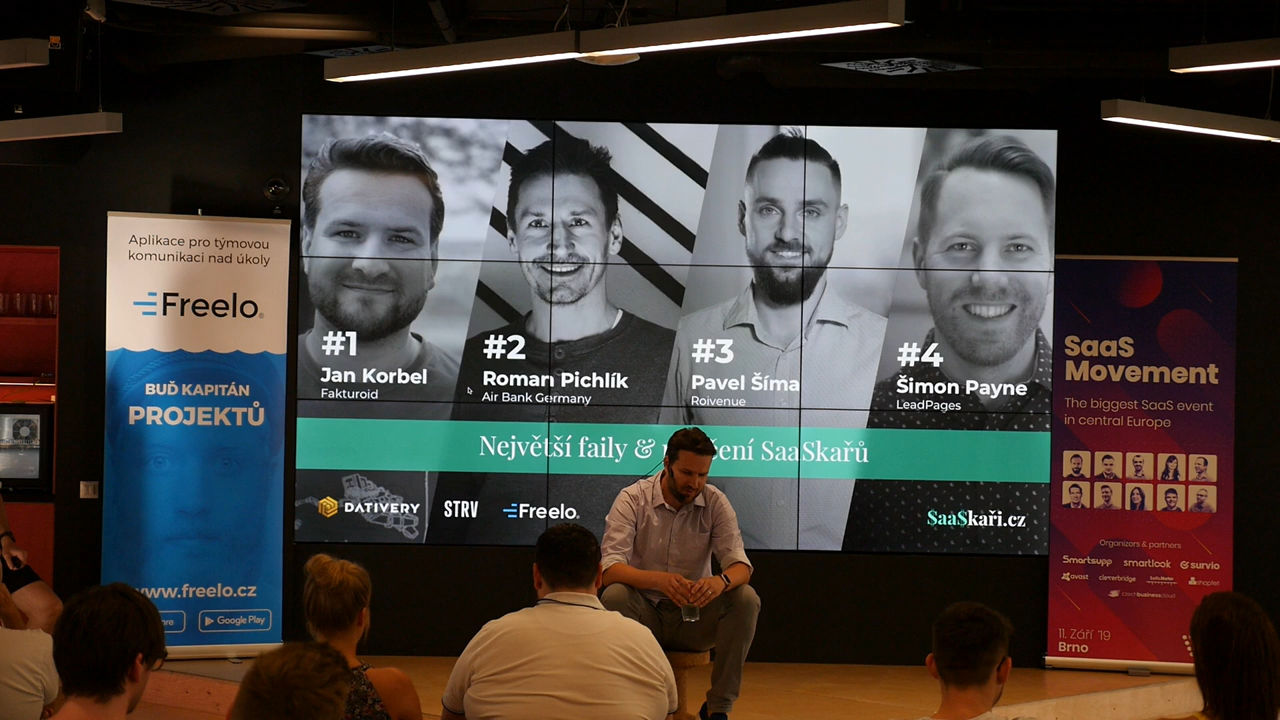 Aplikace pro týmovou
komunikaci nad úkoly
Freelo
BUĎ KAPITÁN
PROJEKTŮ
www.freelo.cz
Google Play
#1
Jan Korbel
Fakturoid
#2
Roman Pichlík
Air Bank Germany
#3
Pavel Šíma
Roivenue
#4
Šimon Payne
LeadPages
Největší faily & SaaSkařů
DATIVERY
STRV
Freelo
SaaSkaři.cz
SaaS
Movement
The biggest SaaS event
in central Europe
Organizers & partners
Smartsupp smartlook survio
avast cleverbridge shoptet
czechbusinesscloud
11. Září '19
Brno